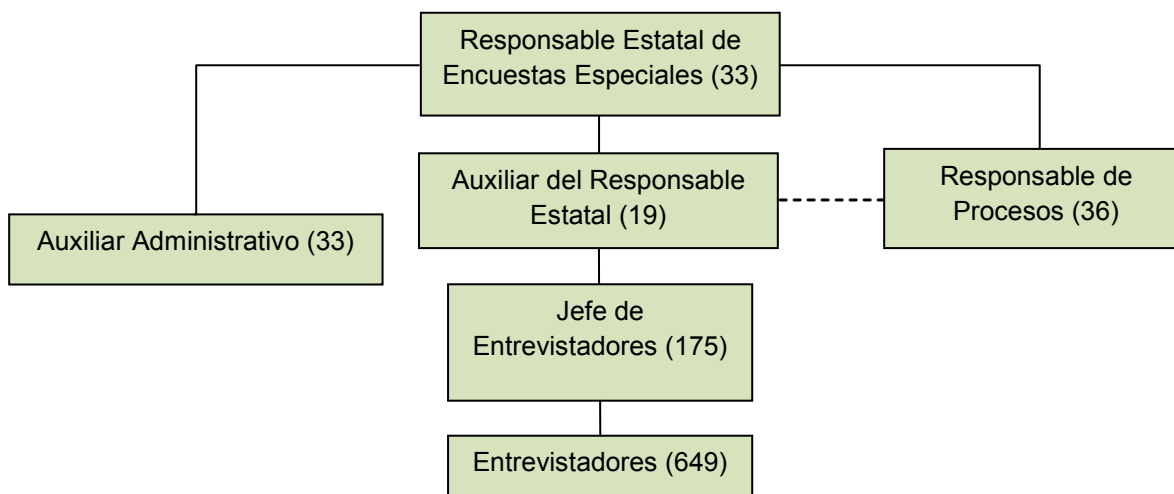 Responsable Estatal de
Encuestas Especiales (33)
Auxiliar del Responsable
Estatal (19)
Responsable de
Procesos (36)
Auxiliar Administrativo (33)
Jefe de
Entrevistadores (175)
Entrevistadores (649)